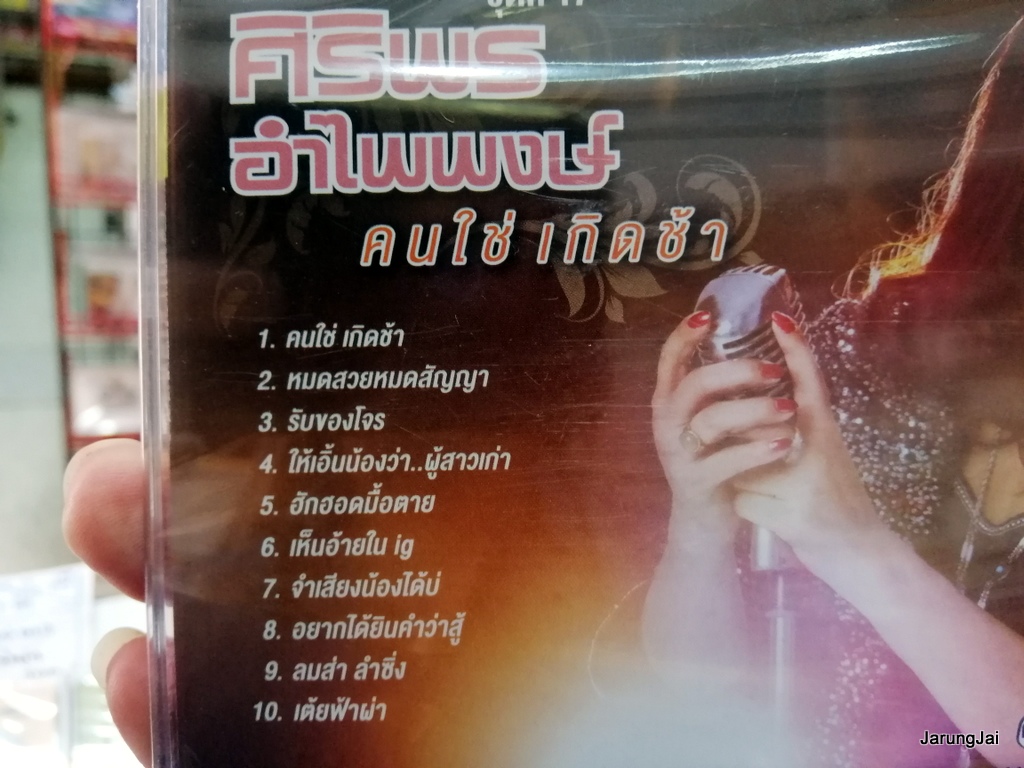 ศิริพร
อำไพพงษ์
คนใช่ เกิดช้า
1. คนใช่ เกิดช้า
2. หมดสวยหมดสัญญา
3. รับของโจร
4. ให้เอิ้นน้องว่า..ผู้สาวเก่า
5. ฮักฮอดมื้อตาย
6. เห็นอ้ายใน ig
7. จำเสียงน้องได้บ่
8. อยากได้ยินคำว่าสู้
9. ลมส่า ลำซิ่ง
10. เต้ยฟ้าผ่า
JarungJai